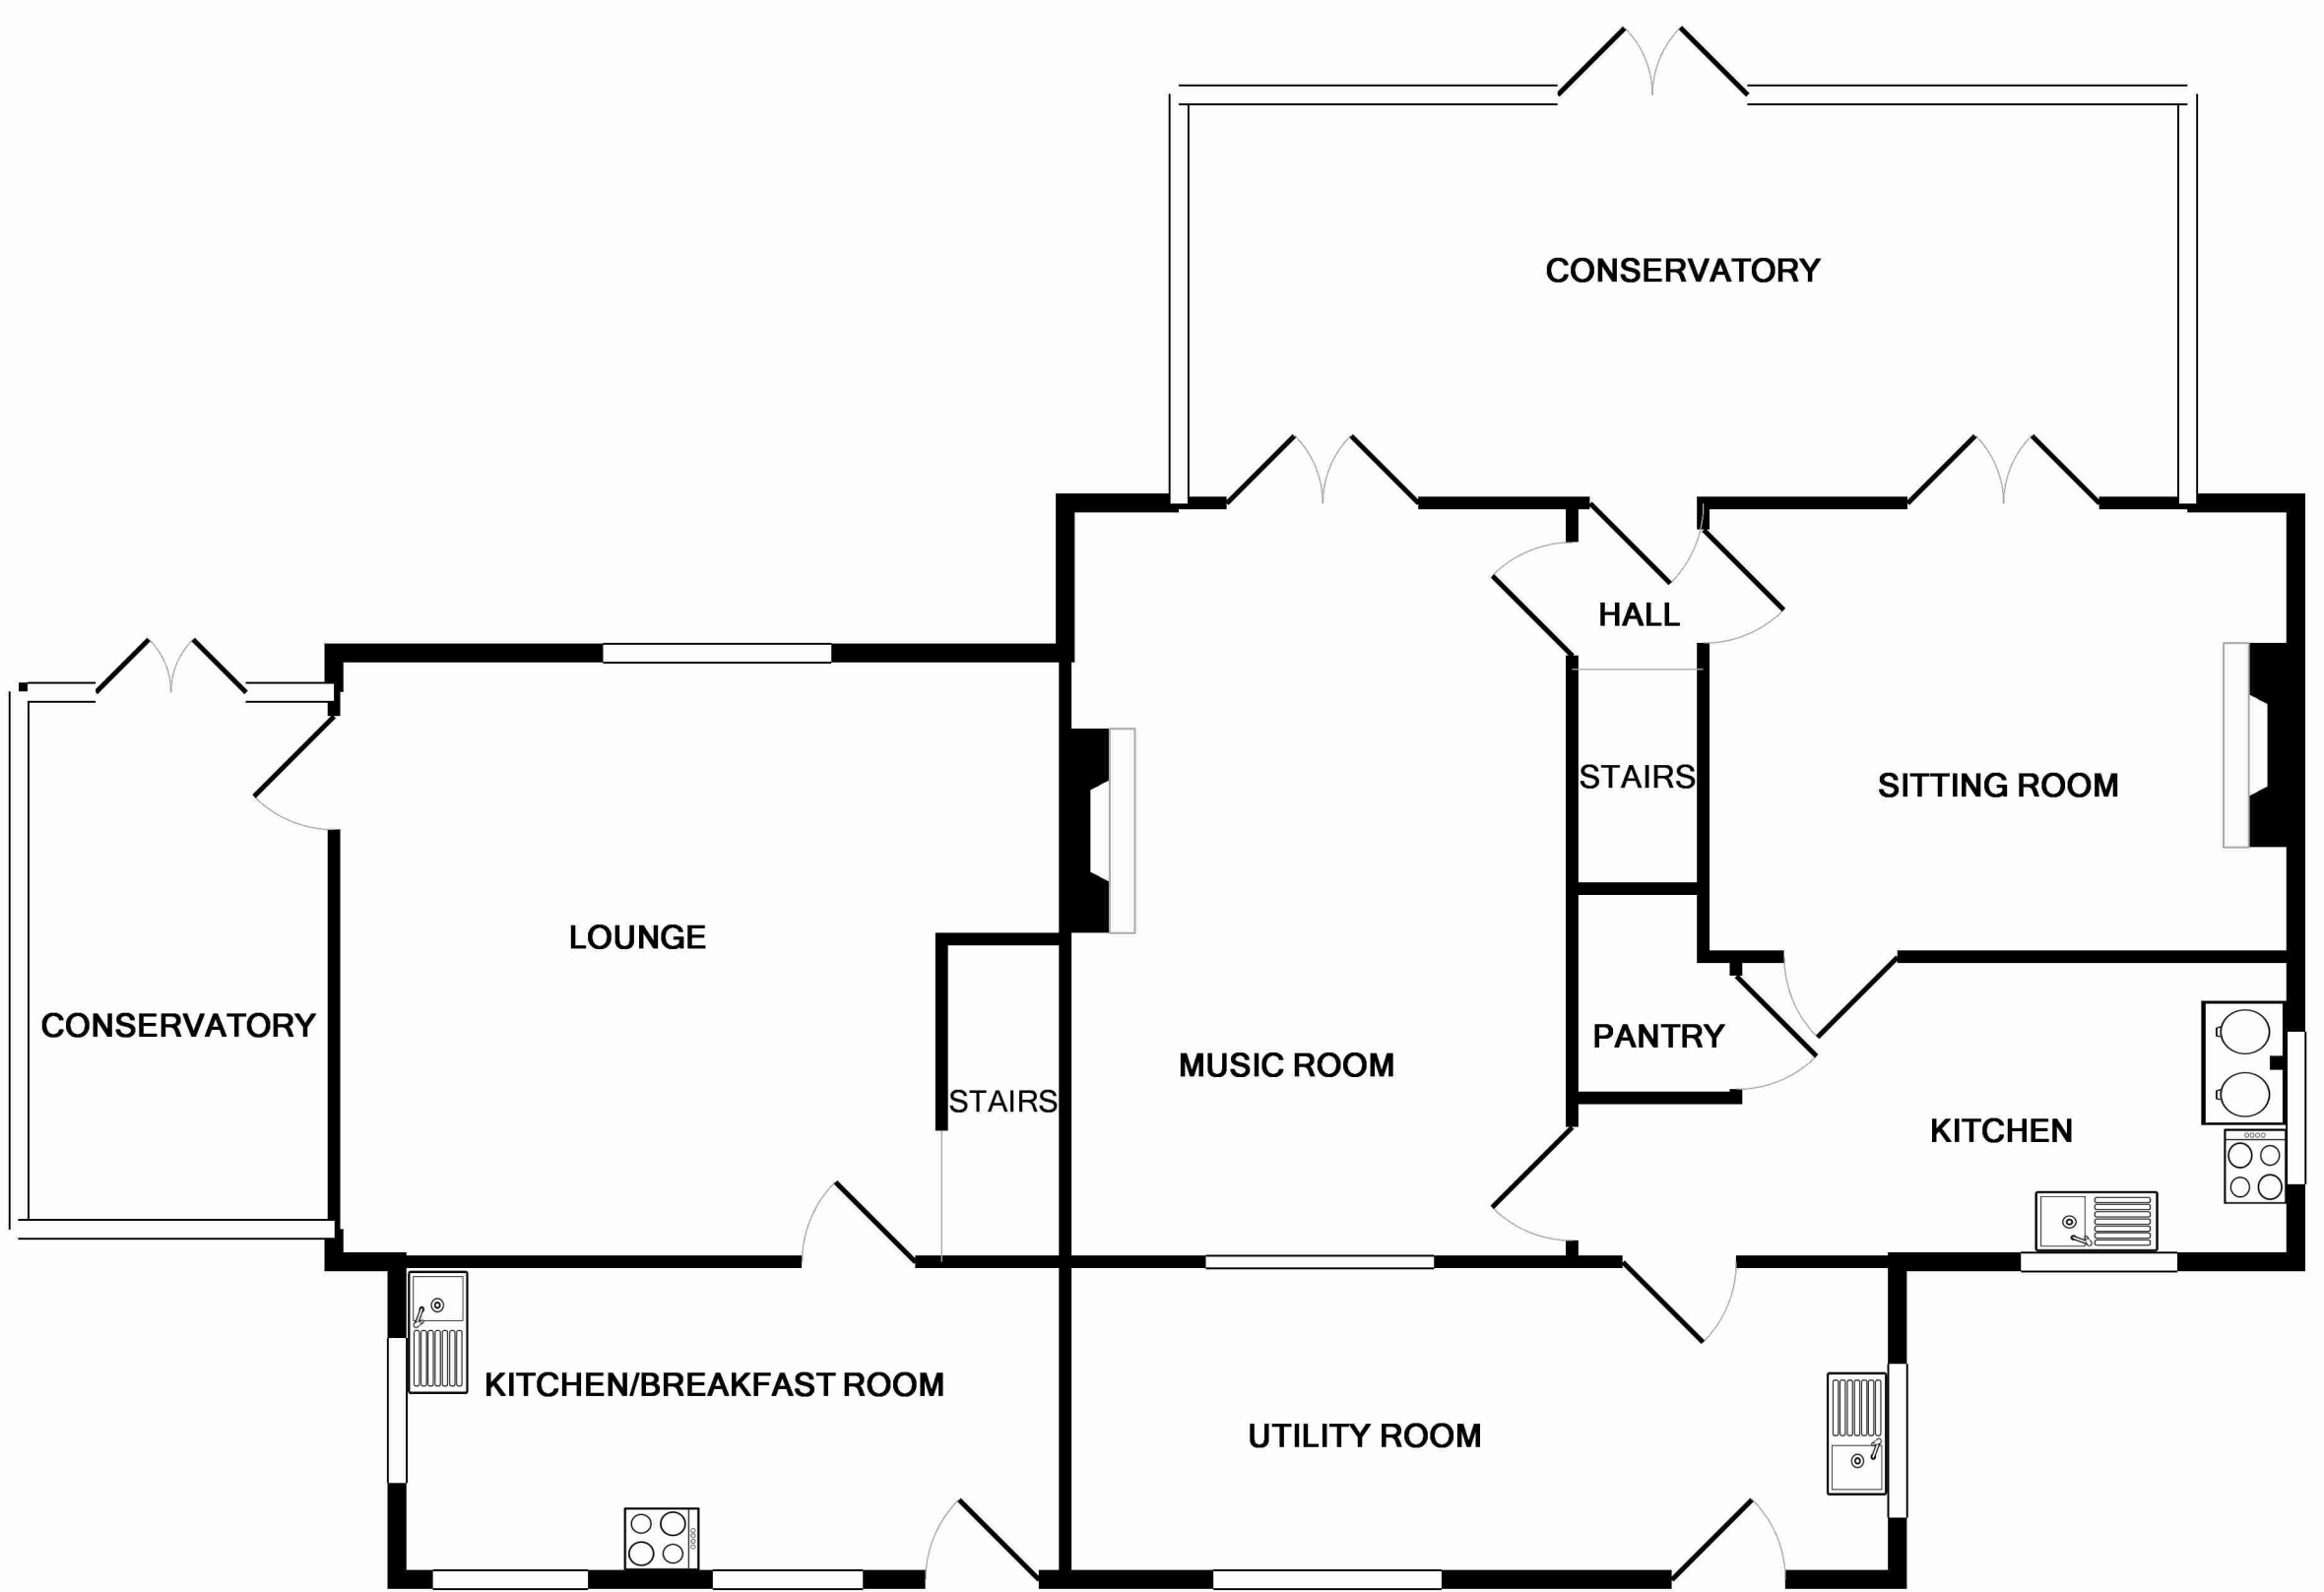 CONSERVATORY
HALL
STAIRS
SITTING ROOM
LOUNGE
CONSERVATORY
PANTRY
MUSIC ROOM
STAIRS
KITCHEN
KITCHEN/BREAKFAST ROOM
UTILITY ROOM